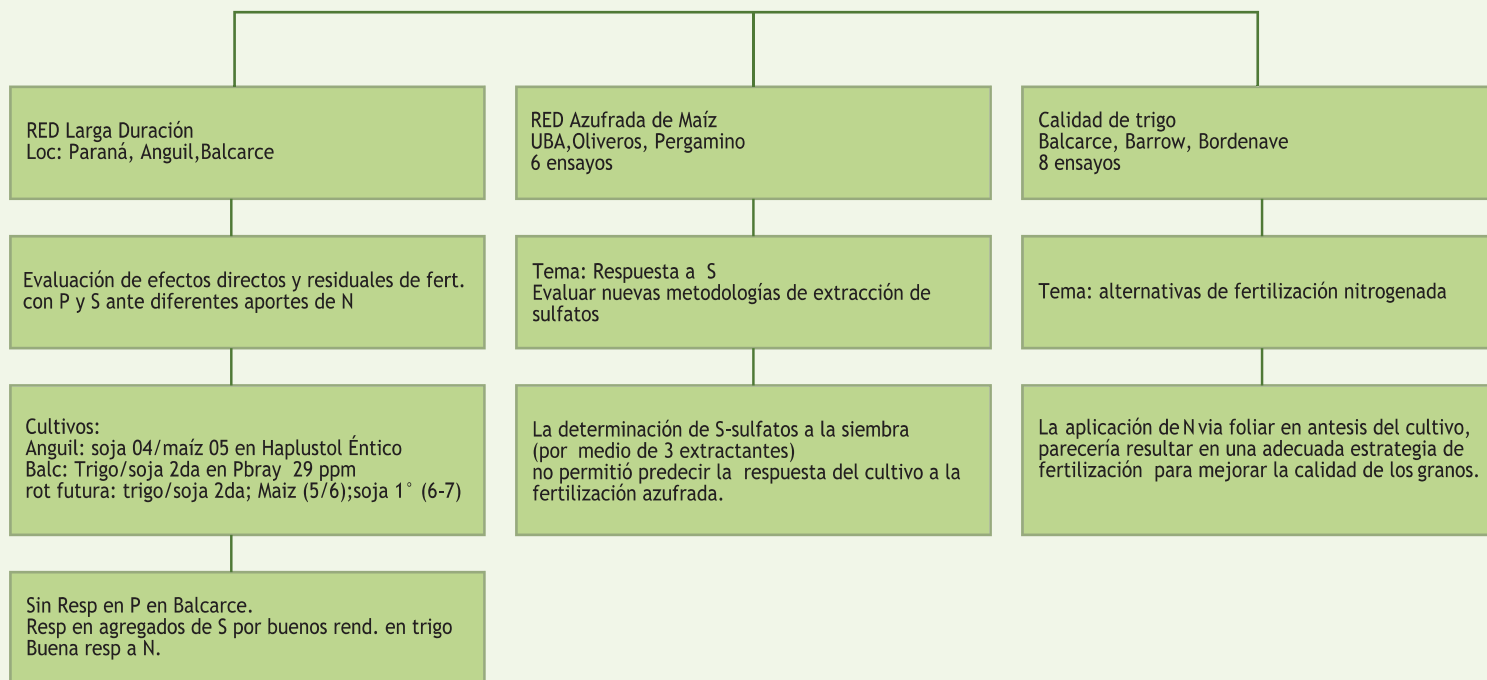 RED Larga Duración
Loc: Paraná, Anguil,Balcarce
Evaluación de efectos directos y residuales de fert.
con P y S ante diferentes aportes de N
Cultivos:
Anguil: soja 04/maíz 05 en Haplustol Éntico
Balc: Trigo/soja 2da en Pbray 29 ppm
rot futura: trigo/soja 2da; Maiz (5/6);soja 1° (6-7)
Sin Resp en P en Balcarce.
Resp en agregados de S por buenos rend. en trigo
Buena resp a N.
RED Azufrada de Maíz
UBA,Oliveros, Pergamino
6 ensayos
Tema: Respuesta a S
Evaluar nuevas metodologías de extracción de
sulfatos
La determinación de S-sulfatos a la siembra
(por medio de 3 extractantes)
no permitió predecir la respuesta del cultivo a la
fertilización azufrada.
Calidad de trigo
Balcarce, Barrow, Bordenave
8 ensayos
Tema: alternativas de fertilización nitrogenada
La aplicación de N via foliar en antesis del cultivo,
parecería resultar en una adecuada estrategia de
fertilización para mejorar la calidad de los granos.